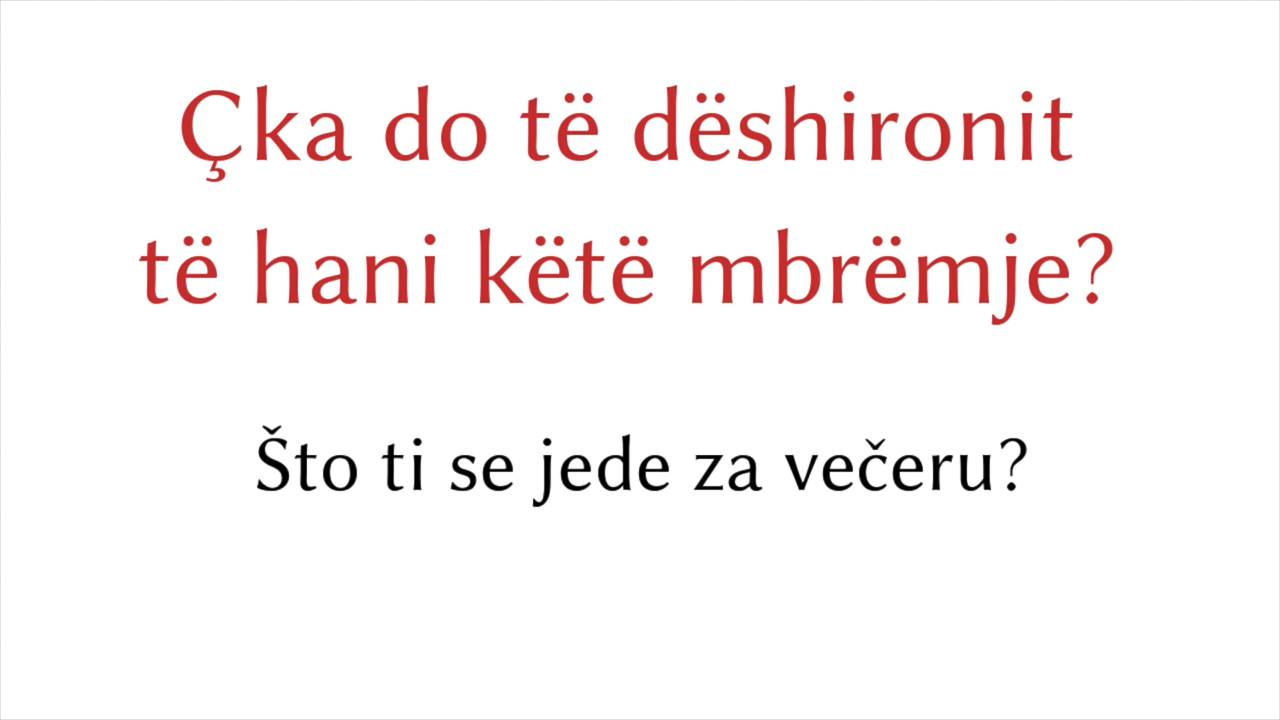 Çka do të dëshironit
të hani këtë mbrëmje?
Što ti se jede za večeru?